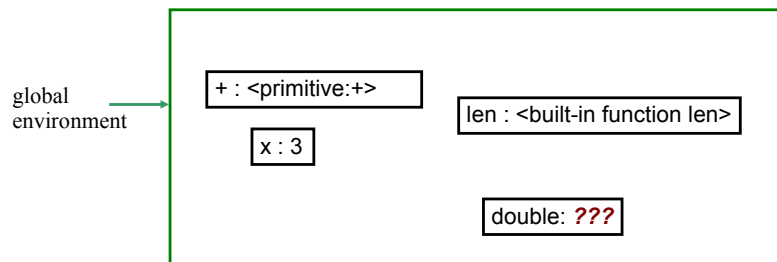 global
environment
+ : <primitive:+>
x : 3
len : <built-in function len>
double: ???